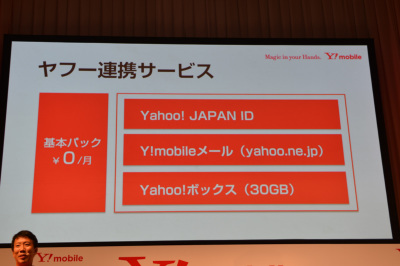 Magic in your Hands. Y!mobile
ヤフー連携サービス
基本パック
¥0/月
Yahoo! JAPAN ID
Y!mobileメール（yahoo.ne.jp）
Yahoo!ボックス（30GB）
Y!mobile